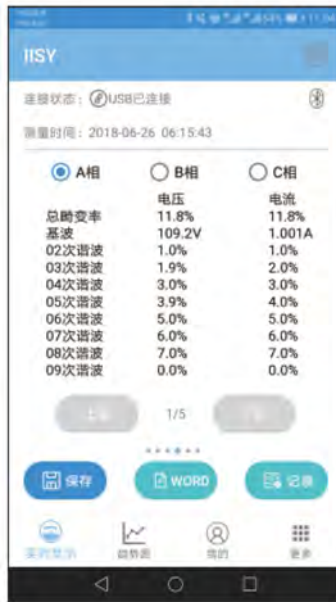 IISY
连接状态：USB已连接
测量时间：2018-06-26 06:15:43
A相 B相 C相
电压 电流
总畸变率 11.8% 11.8%
基波 109.2V 1.001A
02次谐波 1.0% 1.0%
03次谐波 1.9% 2.0%
04次谐波 3.0% 3.0%
05次谐波 3.9% 4.0%
06次谐波 5.0% 5.0%
07次谐波 6.0% 6.0%
08次谐波 7.0% 7.0%
09次谐波 0.0% 0.0%
1/5
保存 WORD 记录
趋势图 我的 更多